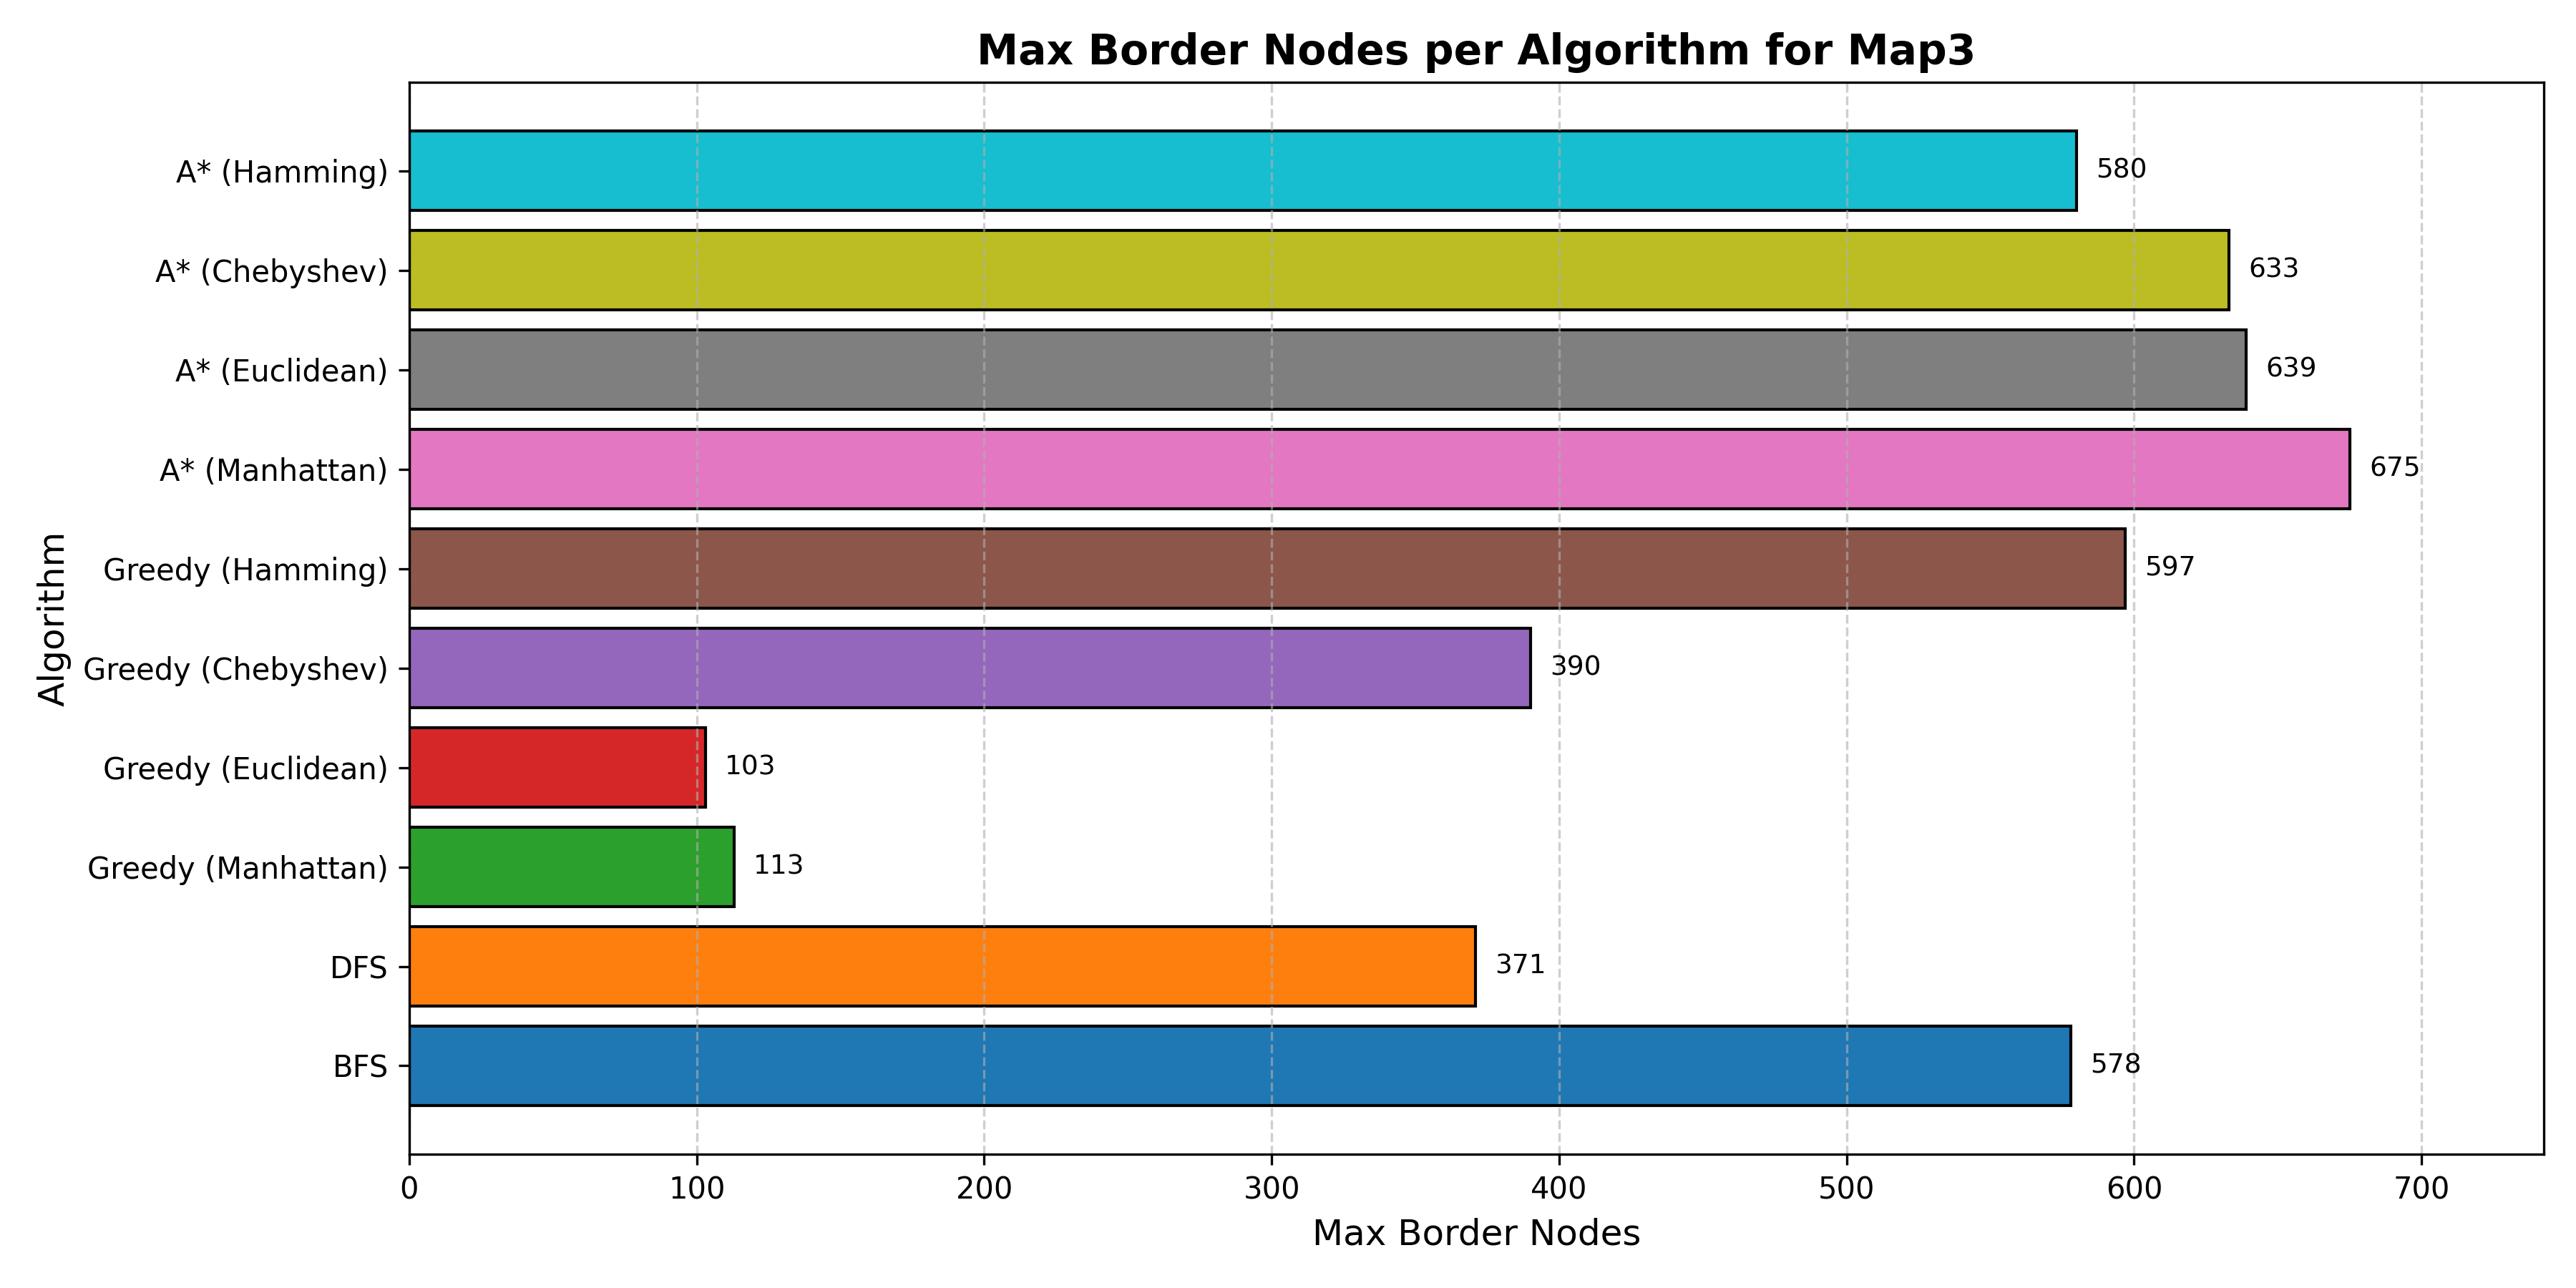 Max Border Nodes per Algorithm for Map3
Algorithm
A* (Hamming)
580
A* (Chebyshev)
633
A* (Euclidean)
639
A* (Manhattan)
675
Greedy (Hamming)
597
Greedy (Chebyshev)
390
Greedy (Euclidean)
103
Greedy (Manhattan)
113
DFS
371
BFS
578
0 100 200 300 400 500 600 700
Max Border Nodes